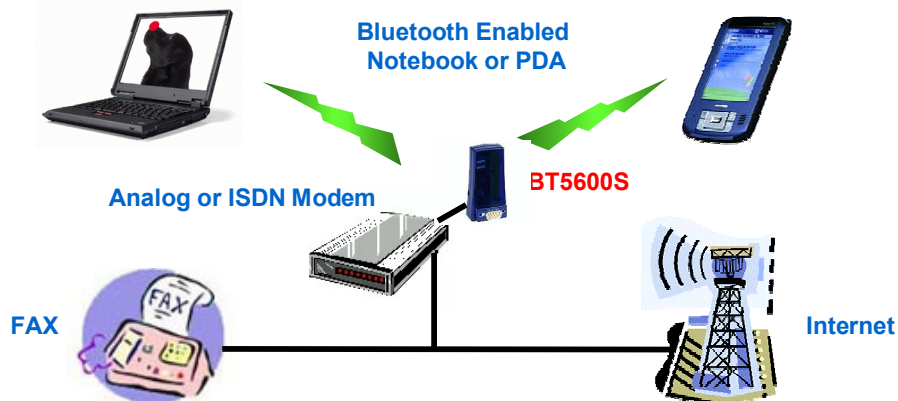 Bluetooth Enabled
Notebook or PDA
BT5600S
Analog or ISDN Modem
FAX
FAX
Internet